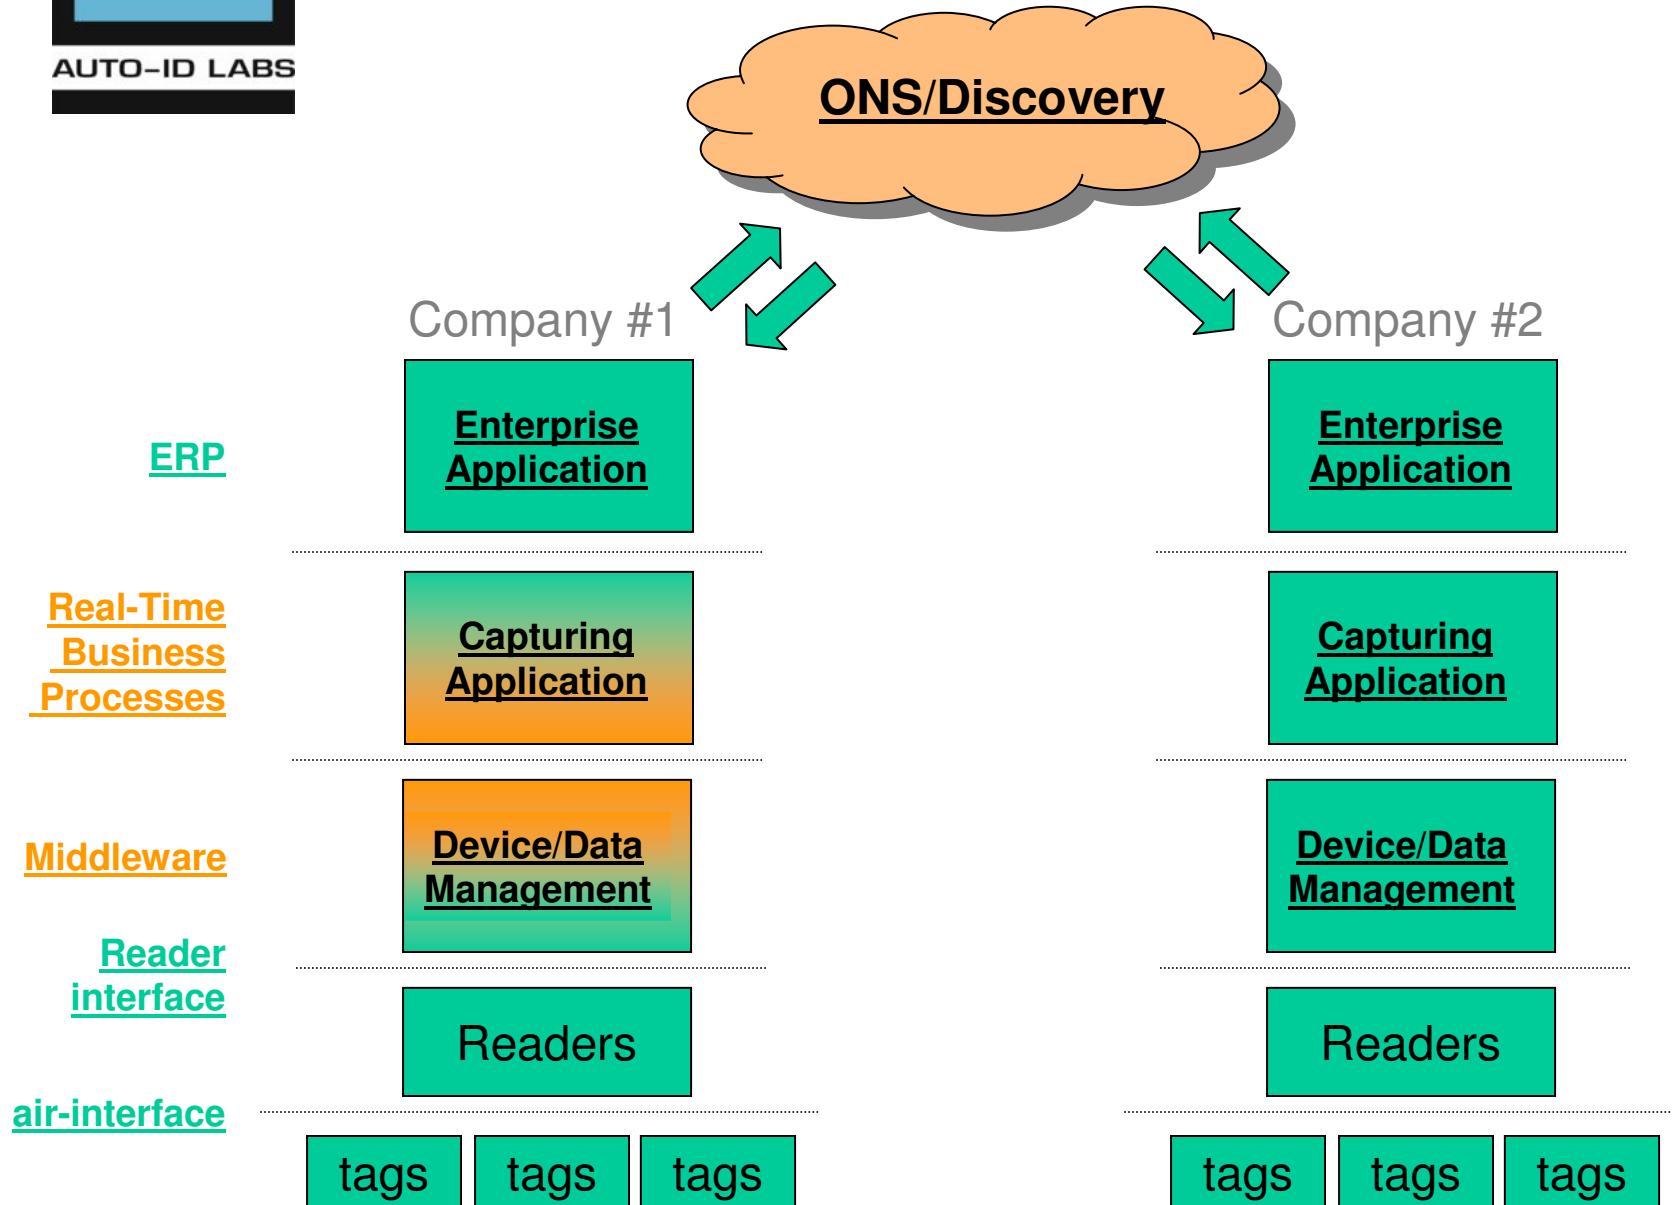 AUTO-ID LABS
ONS/Discovery
Company #1
Company #2
ERP
Enterprise
Application
Enterprise
Application
Real-Time
Business
Processes
Capturing
Application
Capturing
Application
Middleware
Device/Data
Management
Device/Data
Management
Reader
interface
Readers
Readers
air-interface
tags
tags
tags
tags
tags
tags